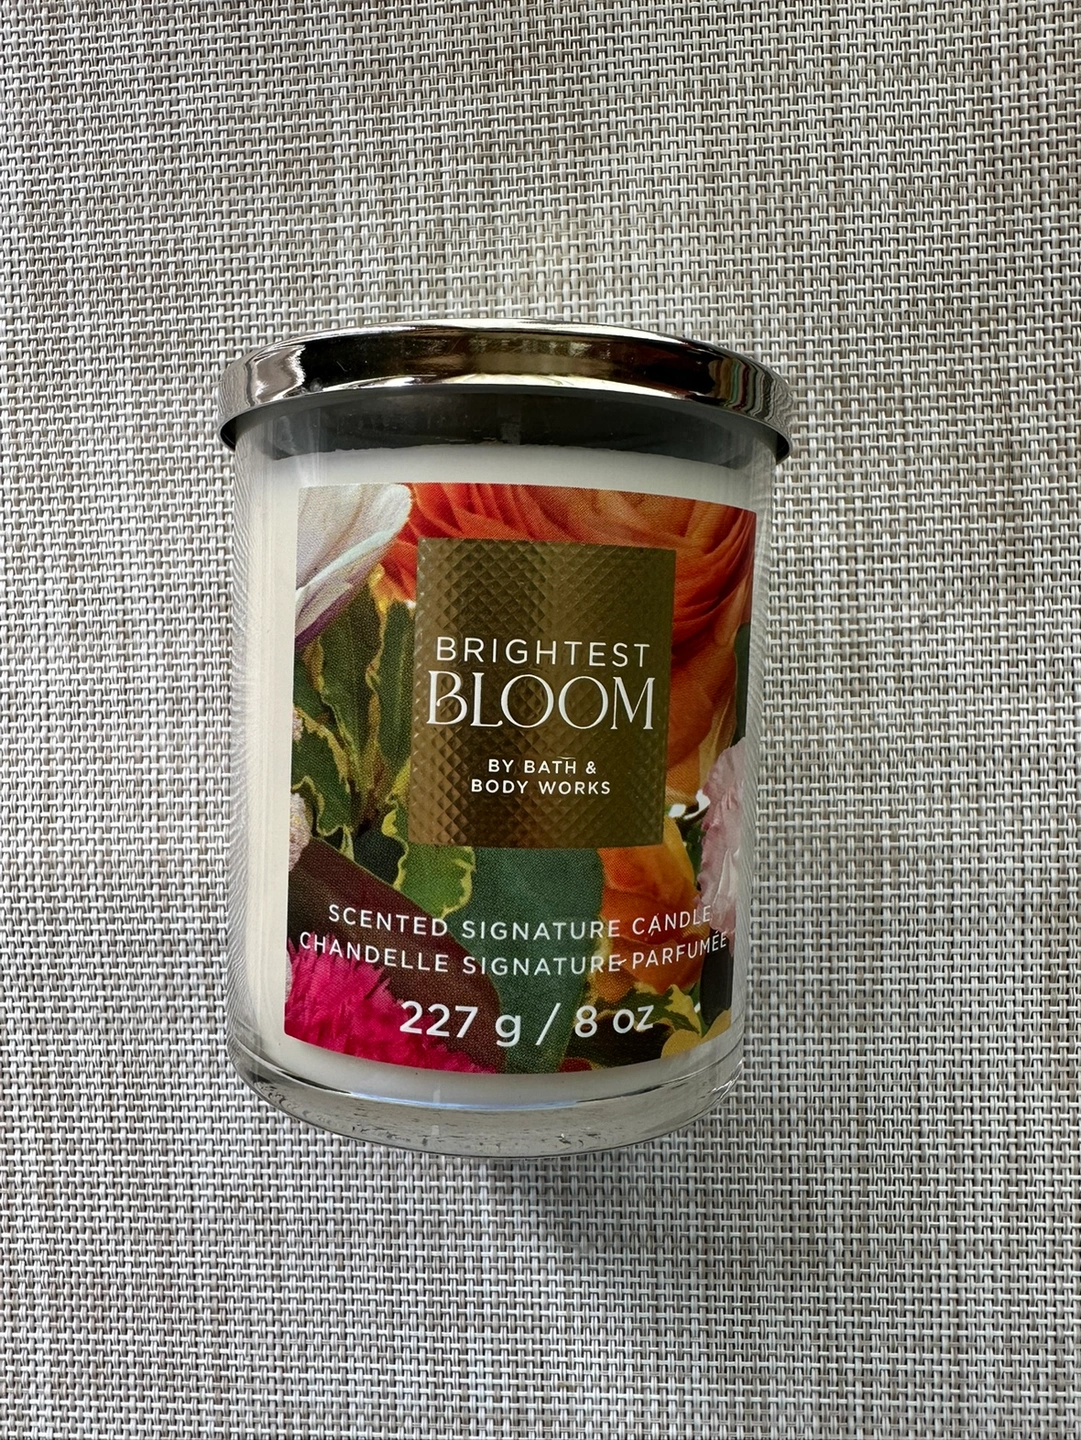 BRIGHTEST
BLOOM
BY BATH &
BODY WORKS
SCENTED SIGNATURE CANDLE
CHANDELLE SIGNATURE PARFUMÉE
227 g / 8 oz